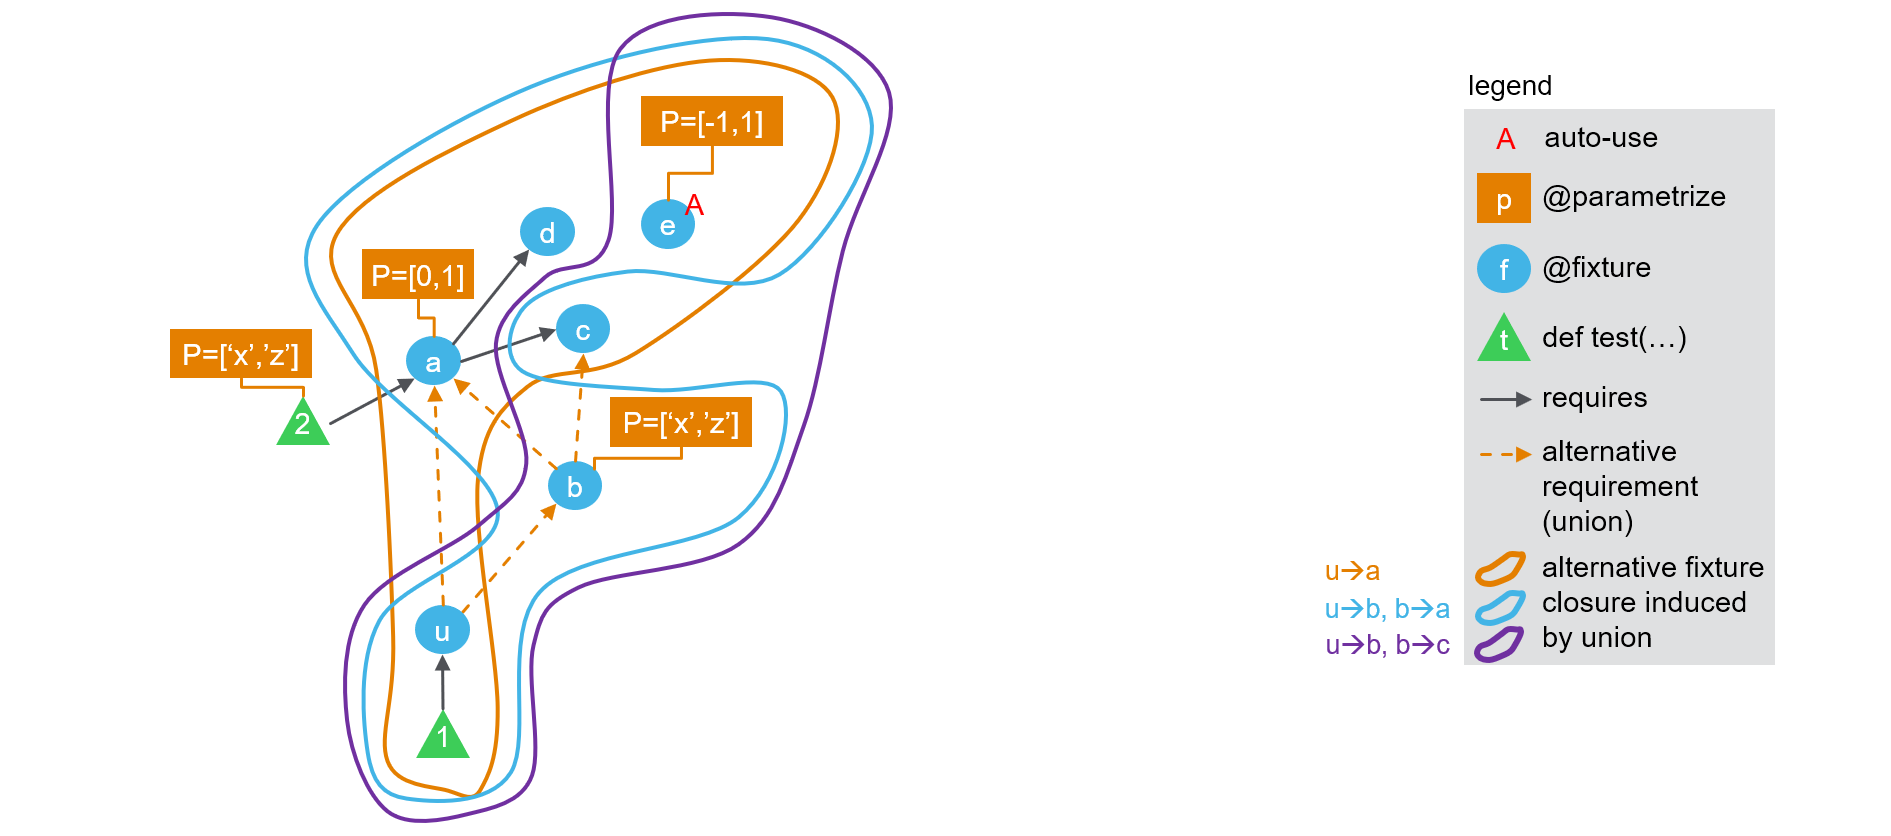 legend
P=[-1,1]
A auto-use
A
p @parametrize
e
d
P=[0,1]
f @fixture
c
P=[‘x’,’z’]
a
t def test(…)
requires
2
P=[‘x’,’z’]
alternative
requirement
(union)
b
u→a
alternative fixture
u→b, b→a
closure induced
u→b, b→c
by union
u
1